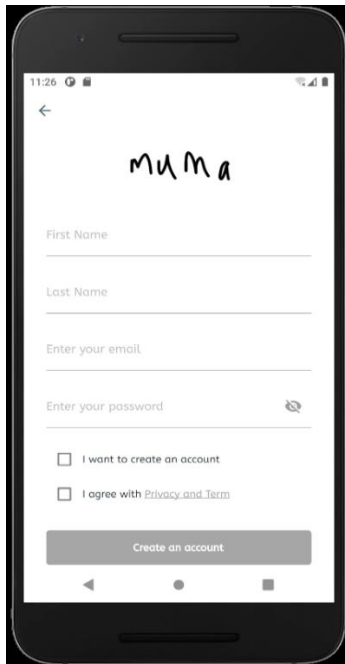 11:26
muma
First Name
Last Name
Enter your email
Enter your password
I want to create an account
I agree with Privacy and Term
Create an account